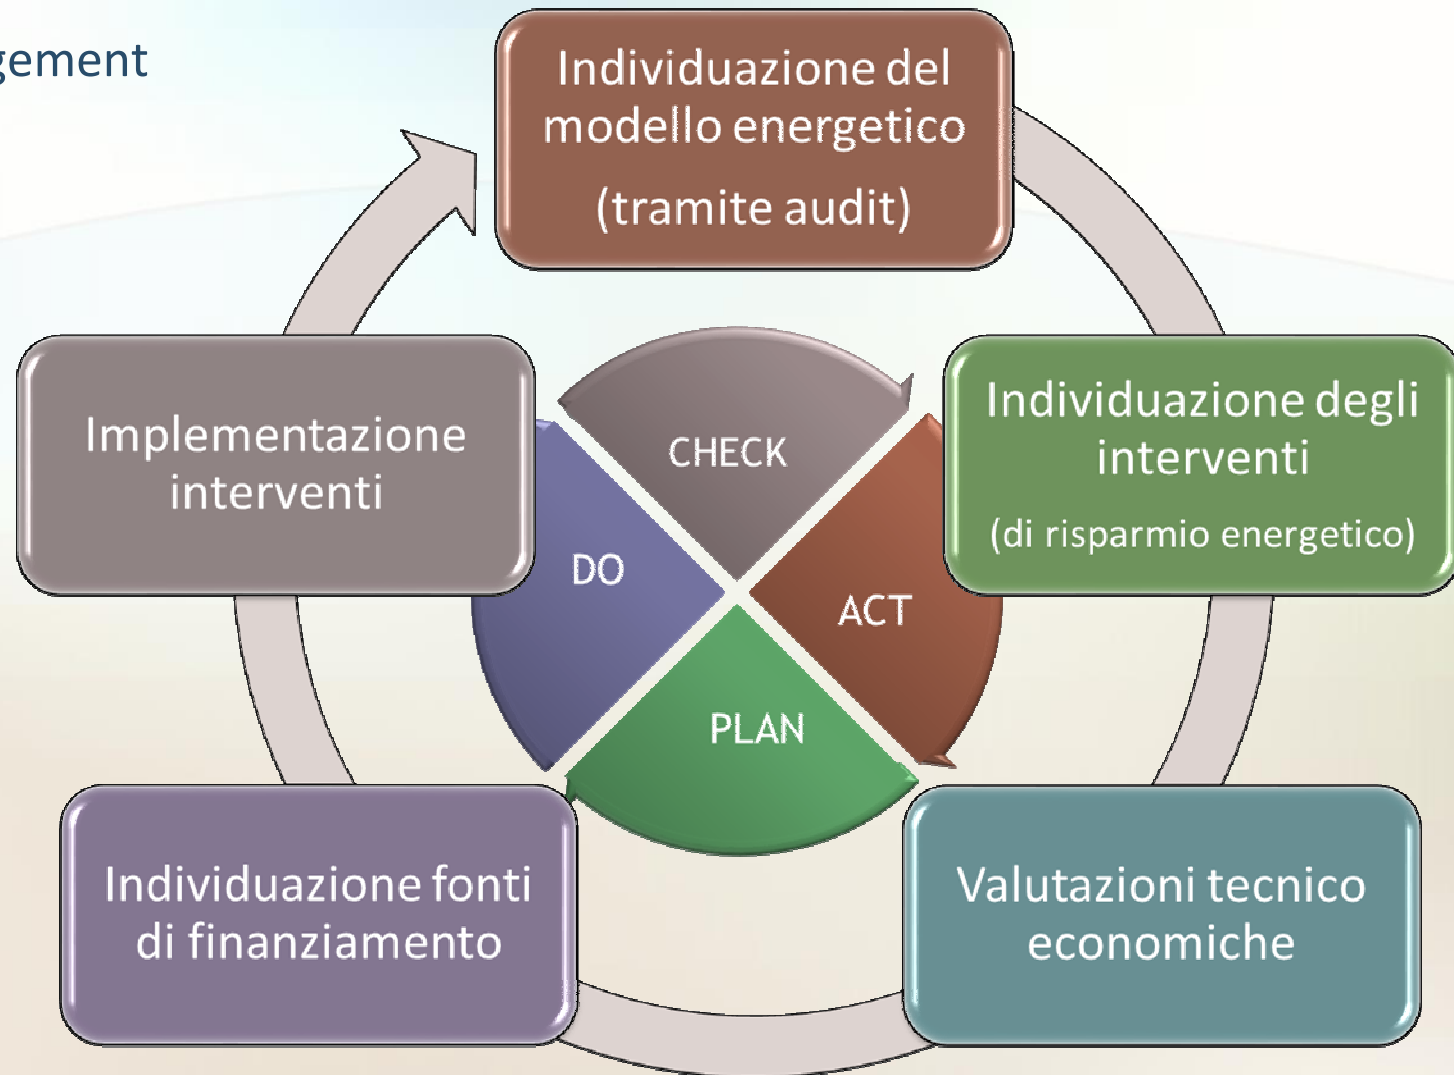 gement
Individuazione del
modello energetico
(tramite audit)
Individuazione degli
interventi
(di risparmio energetico)
Valutazioni tecnico
economiche
Individuazione fonti
di finanziamento
Implementazione
interventi
CHECK
ACT
PLAN
DO